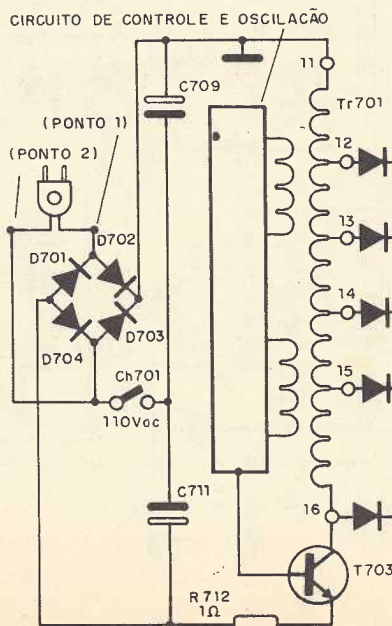 CIRCUITO DE CONTROLE E OSCILAÇÃO
C709
11
Tr701
(PONTO 1)
12
(PONTO 2)
D702
13
D701
14
D704
D703
15
Ch701
110Vac
C711
16
T703
R712
1Ω